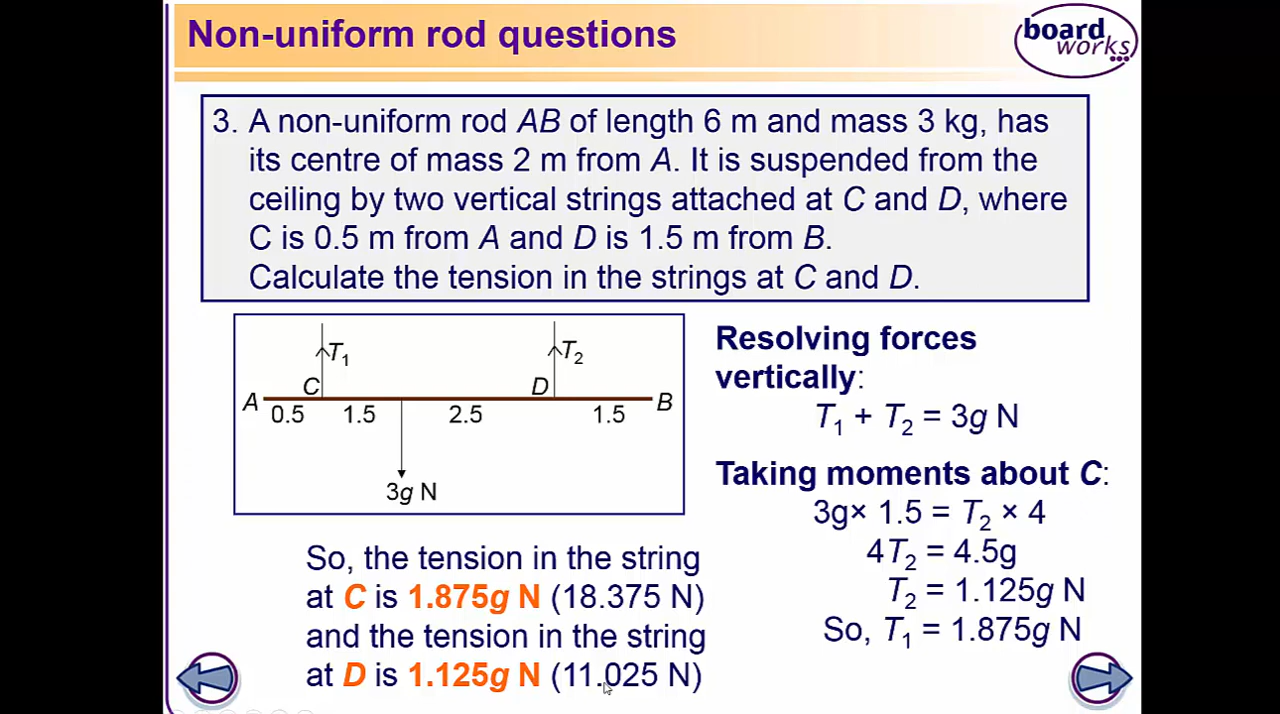 Non-uniform rod questions
board
works
3. A non-uniform rod AB of length 6 m and mass 3 kg, has
its centre of mass 2 m from A. It is suspended from the
ceiling by two vertical strings attached at C and D, where
C is 0.5 m from A and D is 1.5 m from B.
Calculate the tension in the strings at C and D.
T₁ T₂
C D
A B
0.5 1.5 2.5 1.5
3g N
Resolving forces
vertically:
T₁ + T₂ = 3g N
Taking moments about C:
3g× 1.5 = T₂ × 4
4T₂ = 4.5g
T₂ = 1.125g N
So, T₁ = 1.875g N
So, the tension in the string
at C is 1.875g N (18.375 N)
and the tension in the string
at D is 1.125g N (11.025 N)